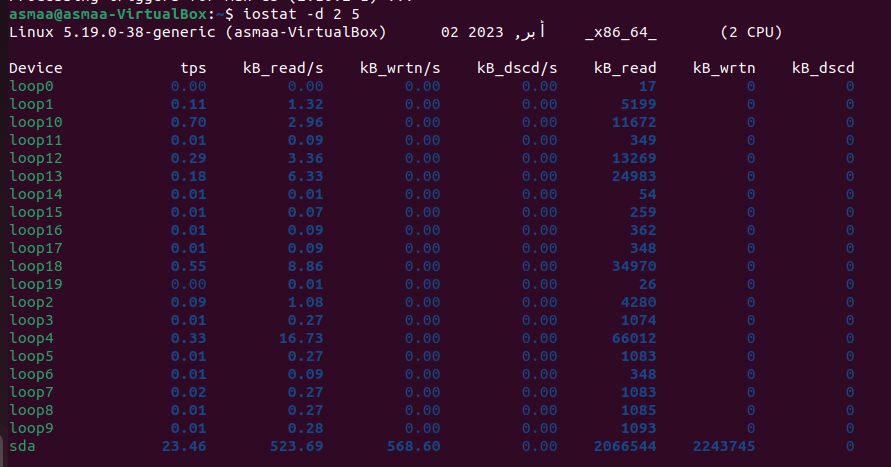 asmaa@asmaa-VirtualBox:~$ iostat -d 2 5
Linux 5.19.0-38-generic (asmaa-VirtualBox) 02 أبر, 2023 _x86_64_ (2 CPU)
Device tps kB_read/s kB_wrtn/s kB_dscd/s kB_read kB_wrtn kB_dscd
loop0 0.00 0.00 0.00 0.00 17 0 0
loop1 0.11 1.32 0.00 0.00 5199 0 0
loop10 0.70 2.96 0.00 0.00 11672 0 0
loop11 0.01 0.09 0.00 0.00 349 0 0
loop12 0.29 3.36 0.00 0.00 13269 0 0
loop13 0.18 6.33 0.00 0.00 24983 0 0
loop14 0.01 0.01 0.00 0.00 54 0 0
loop15 0.01 0.07 0.00 0.00 259 0 0
loop16 0.01 0.09 0.00 0.00 362 0 0
loop17 0.01 0.09 0.00 0.00 348 0 0
loop18 0.55 8.86 0.00 0.00 34970 0 0
loop19 0.00 0.01 0.00 0.00 26 0 0
loop2 0.09 1.08 0.00 0.00 4280 0 0
loop3 0.01 0.27 0.00 0.00 1074 0 0
loop4 0.33 16.73 0.00 0.00 66012 0 0
loop5 0.01 0.27 0.00 0.00 1083 0 0
loop6 0.01 0.09 0.00 0.00 348 0 0
loop7 0.02 0.27 0.00 0.00 1083 0 0
loop8 0.01 0.27 0.00 0.00 1085 0 0
loop9 0.01 0.28 0.00 0.00 1093 0 0
sda 23.46 523.69 568.60 0.00 2066544 2243745 0